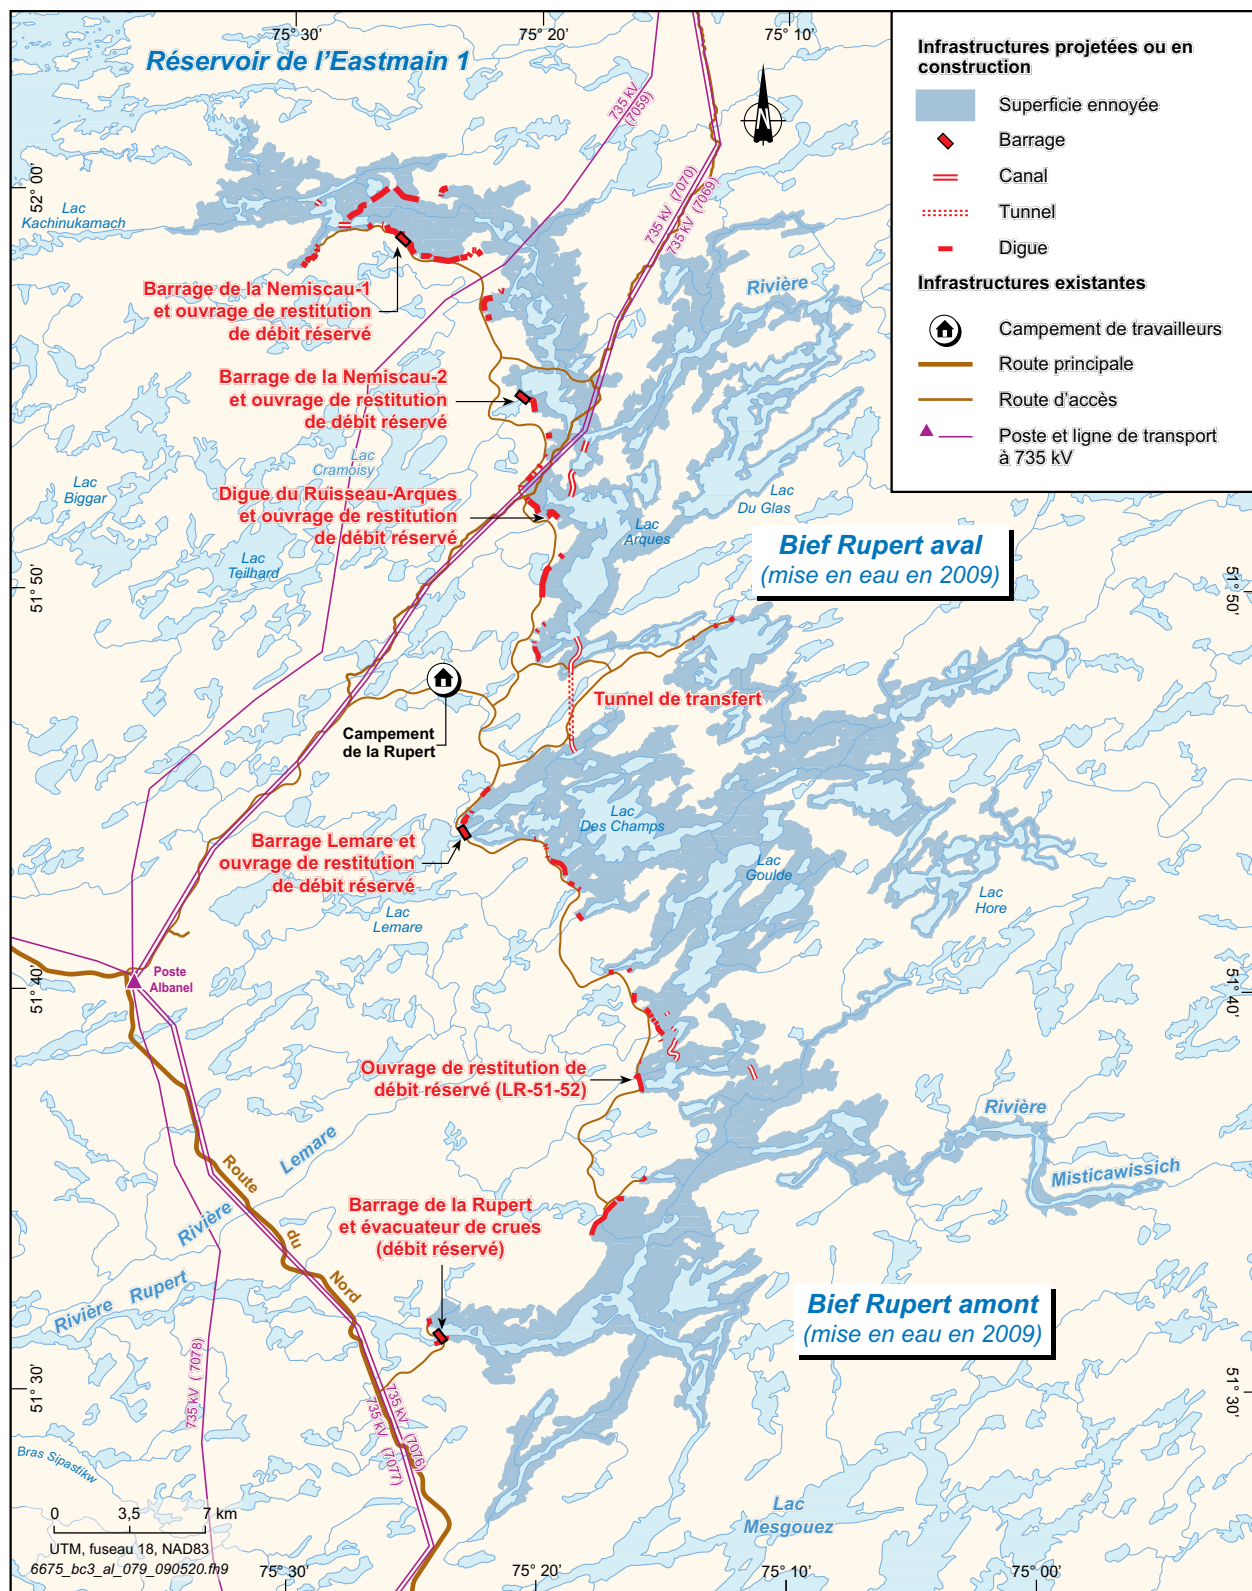 75° 30'
75° 20'
75° 10'
Réservoir de l'Eastmain 1
Infrastructures projetées ou en
construction
Superficie ennoyée
Barrage
Canal
Tunnel
Digue
Infrastructures existantes
Campement de travailleurs
Route principale
Route d'accès
Poste et ligne de transport
à 735 kV
N
735 kV
(7059)
735 kV (7070)
735 kV (7069)
52° 00'
Lac
Kachinukamach
Rivière
Barrage de la Nemiscau-1
et ouvrage de restitution
de débit réservé
Barrage de la Nemiscau-2
et ouvrage de restitution
de débit réservé
Lac
Cramoisy
Lac
Biggar
Digue du Ruisseau-Arques
et ouvrage de restitution
de débit réservé
Lac
Du Glas
Lac
Arques
Lac
Teilhard
Bief Rupert aval
(mise en eau en 2009)
51° 50'
51° 50'
Tunnel de transfert
Campement
de la Rupert
Lac
Des Champs
Barrage Lemare et
ouvrage de restitution
de débit réservé
Lac
Goulde
Lac
Hore
Lac
Lemare
Poste
Albanel
51° 40'
51° 40'
Ouvrage de restitution de
débit réservé (LR-51-52)
Rivière
Misticawissich
Rivière
Lemare
Route
du
Nord
Barrage de la Rupert
et évacuateur de crues
(débit réservé)
Rivière
Rupert
Bief Rupert amont
(mise en eau en 2009)
735 kV ( 7078)
735 kV (7076)
735 kV (7077)
51° 30'
51° 30'
Bras Sipastikw
Lac
Mesgouez
0 3,5 7 km
UTM, fuseau 18, NAD83
6675_bc3_al_079_090520.fh9
75° 30'
75° 20'
75° 10'
75° 00'